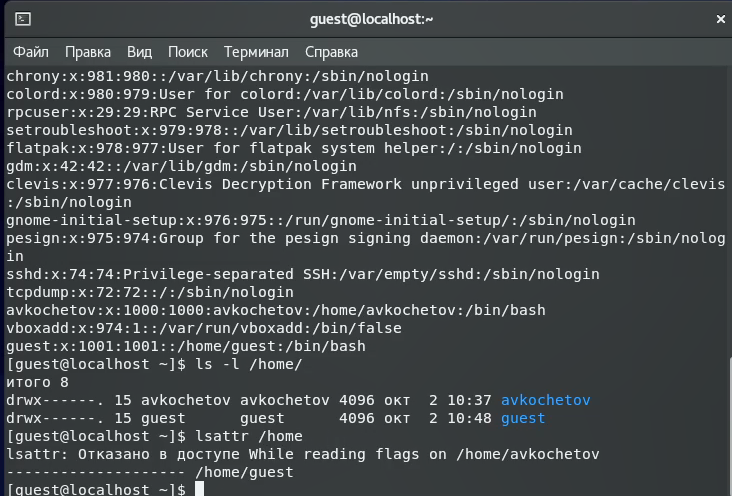 guest@localhost:~
Файл Правка Вид Поиск Терминал Справка
chrony:x:981:980::/var/lib/chrony:/sbin/nologin
colord:x:980:979:User for colord:/var/lib/colord:/sbin/nologin
rpcuser:x:29:29:RPC Service User:/var/lib/nfs:/sbin/nologin
setroubleshoot:x:979:978::/var/lib/setroubleshoot:/sbin/nologin
flatpak:x:978:977:User for flatpak system helper:/:/sbin/nologin
gdm:x:42:42::/var/lib/gdm:/sbin/nologin
clevis:x:977:976:Clevis Decryption Framework unprivileged user:/var/cache/clevis
:/sbin/nologin
gnome-initial-setup:x:976:975::/run/gnome-initial-setup/:/sbin/nologin
pesign:x:975:974:Group for the pesign signing daemon:/var/run/pesign:/sbin/nolog
in
sshd:x:74:74:Privilege-separated SSH:/var/empty/sshd:/sbin/nologin
tcpdump:x:72:72::/:/sbin/nologin
avkochetov:x:1000:1000:avkochetov:/home/avkochetov:/bin/bash
vboxadd:x:974:1::/var/run/vboxadd:/bin/false
guest:x:1001:1001::/home/guest:/bin/bash
[guest@localhost ~]$ ls -l /home/
итого 8
drwx------. 15 avkochetov avkochetov 4096 окт  2 10:37 avkochetov
drwx------. 15 guest      guest      4096 окт  2 10:48 guest
[guest@localhost ~]$ lsattr /home
lsattr: Отказано в доступе While reading flags on /home/avkochetov
-------------------- /home/guest
[guest@localhost ~]$